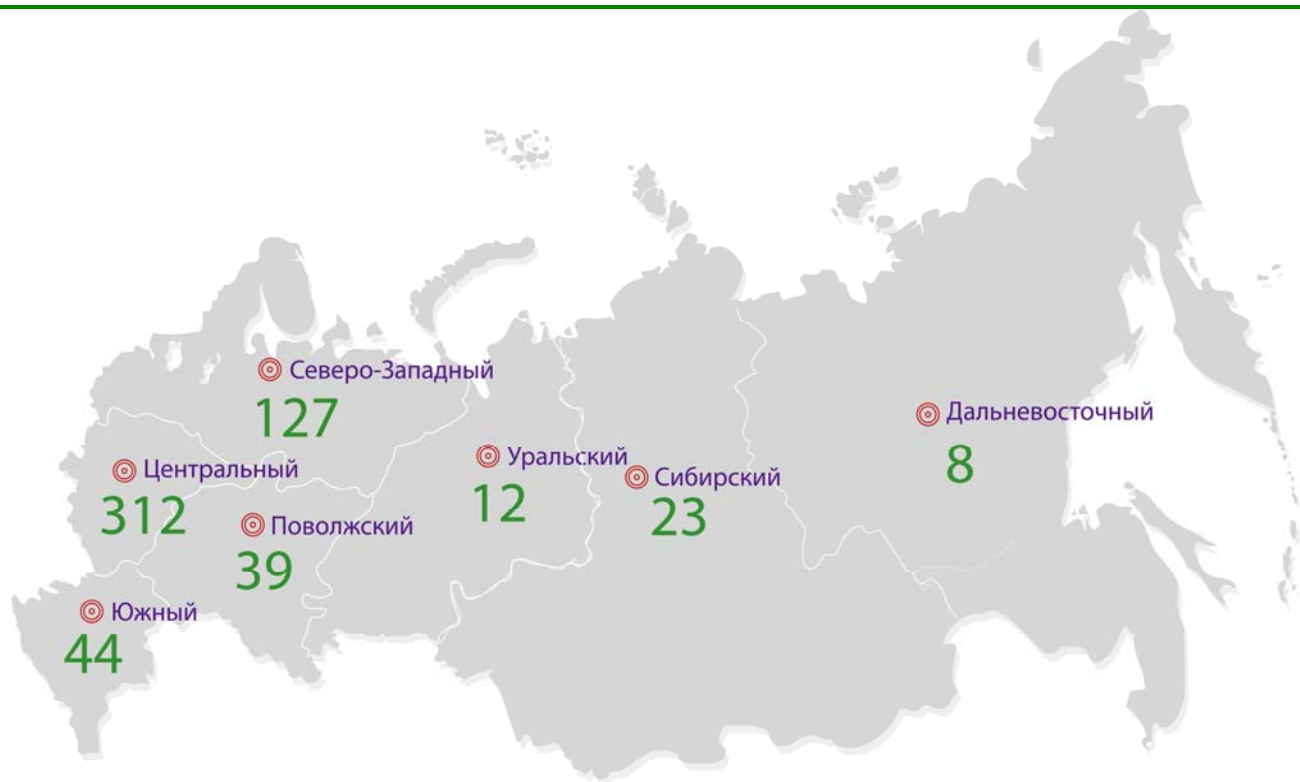 Северо-Западный
127
Дальневосточный
8
Уральский
12
Центральный
312
Сибирский
23
Поволжский
39
Южный
44